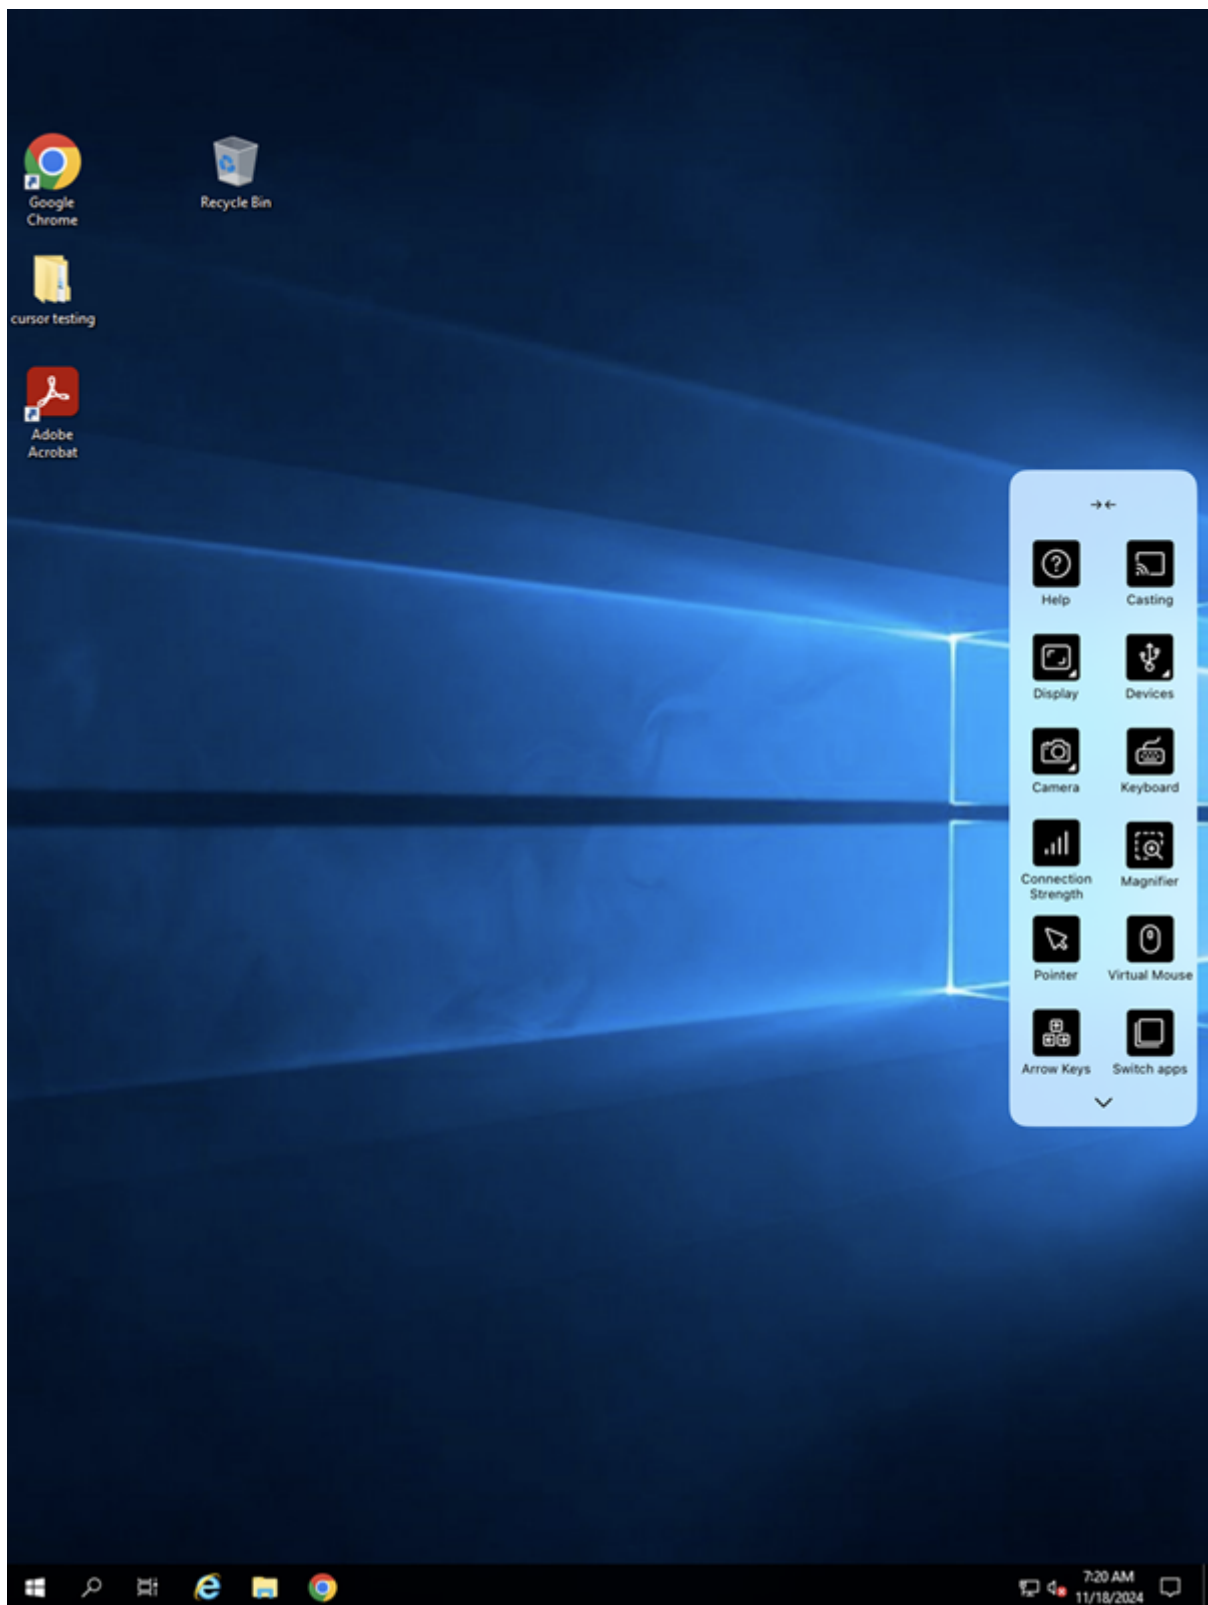 Google
Chrome
Recycle Bin
cursor testing
Adobe
Acrobat
Help
Casting
Display
Devices
Camera
Keyboard
Connection
Strength
Magnifier
Pointer
Virtual Mouse
Arrow Keys
Switch apps
7:20 AM
11/18/2024